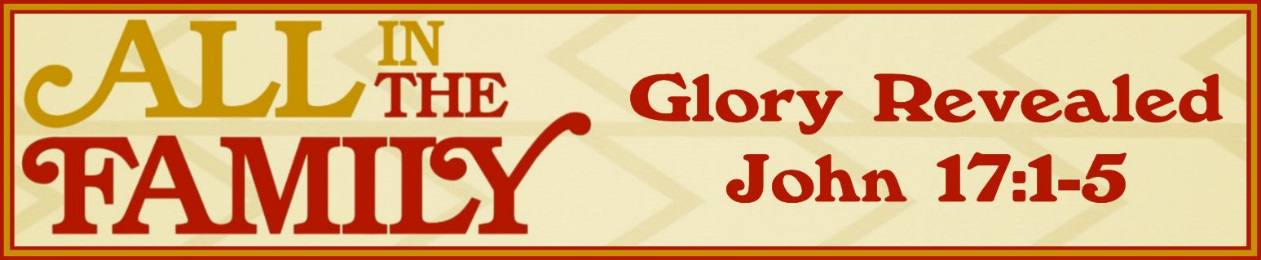 ALL IN THE FAMILY
Glory Revealed
John 17:1-5